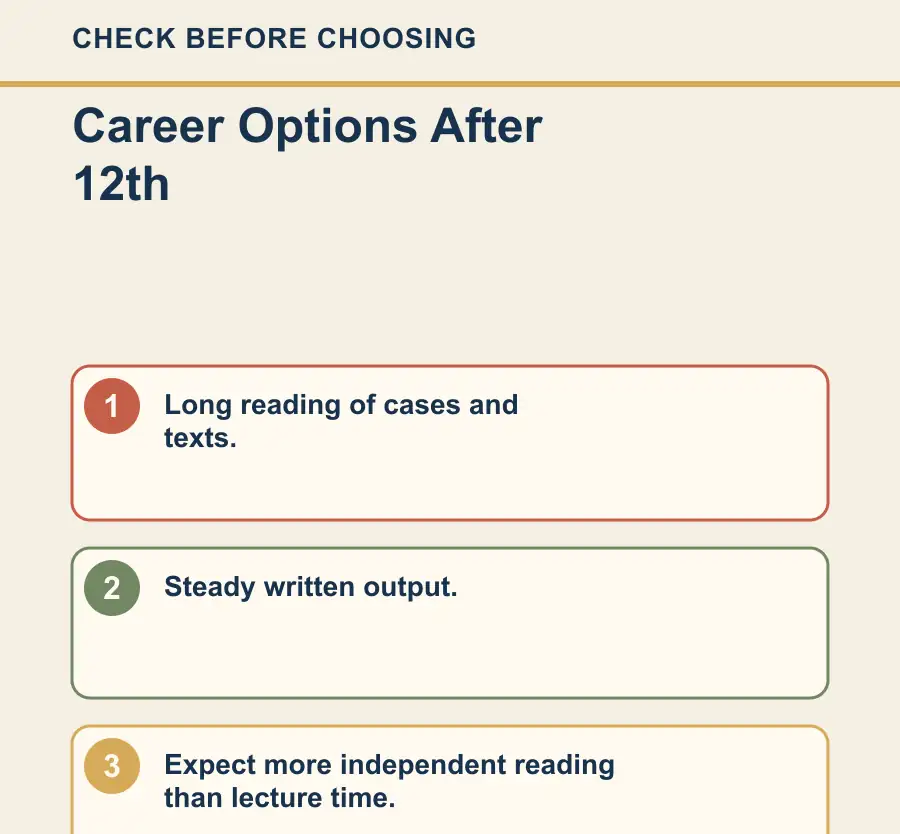 CHECK BEFORE CHOOSING
Career Options After
12th
1
Long reading of cases and
texts.
2
Steady written output.
3
Expect more independent reading
than lecture time.